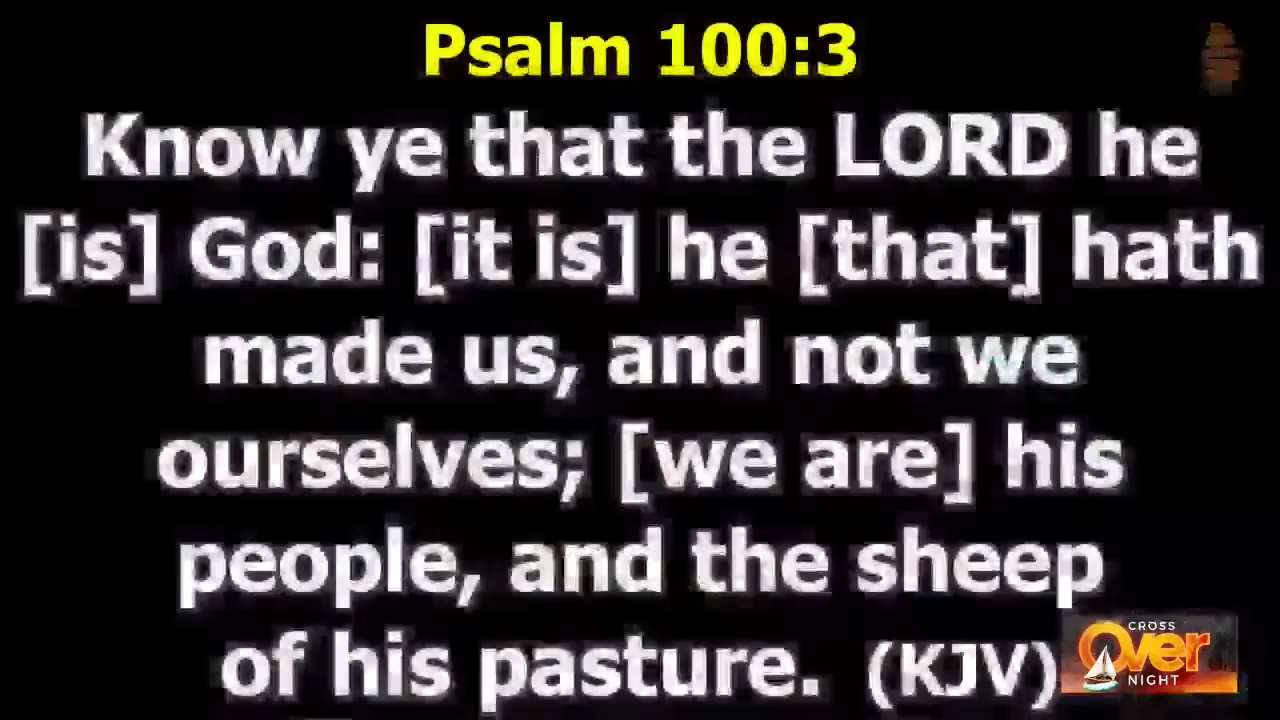 Psalm 100:3
Know ye that the LORD he
[is] God: [it is] he [that] hath
made us, and not we
ourselves; [we are] his
people, and the sheep
of his pasture. (KJV)
CROSS
Over
NIGHT